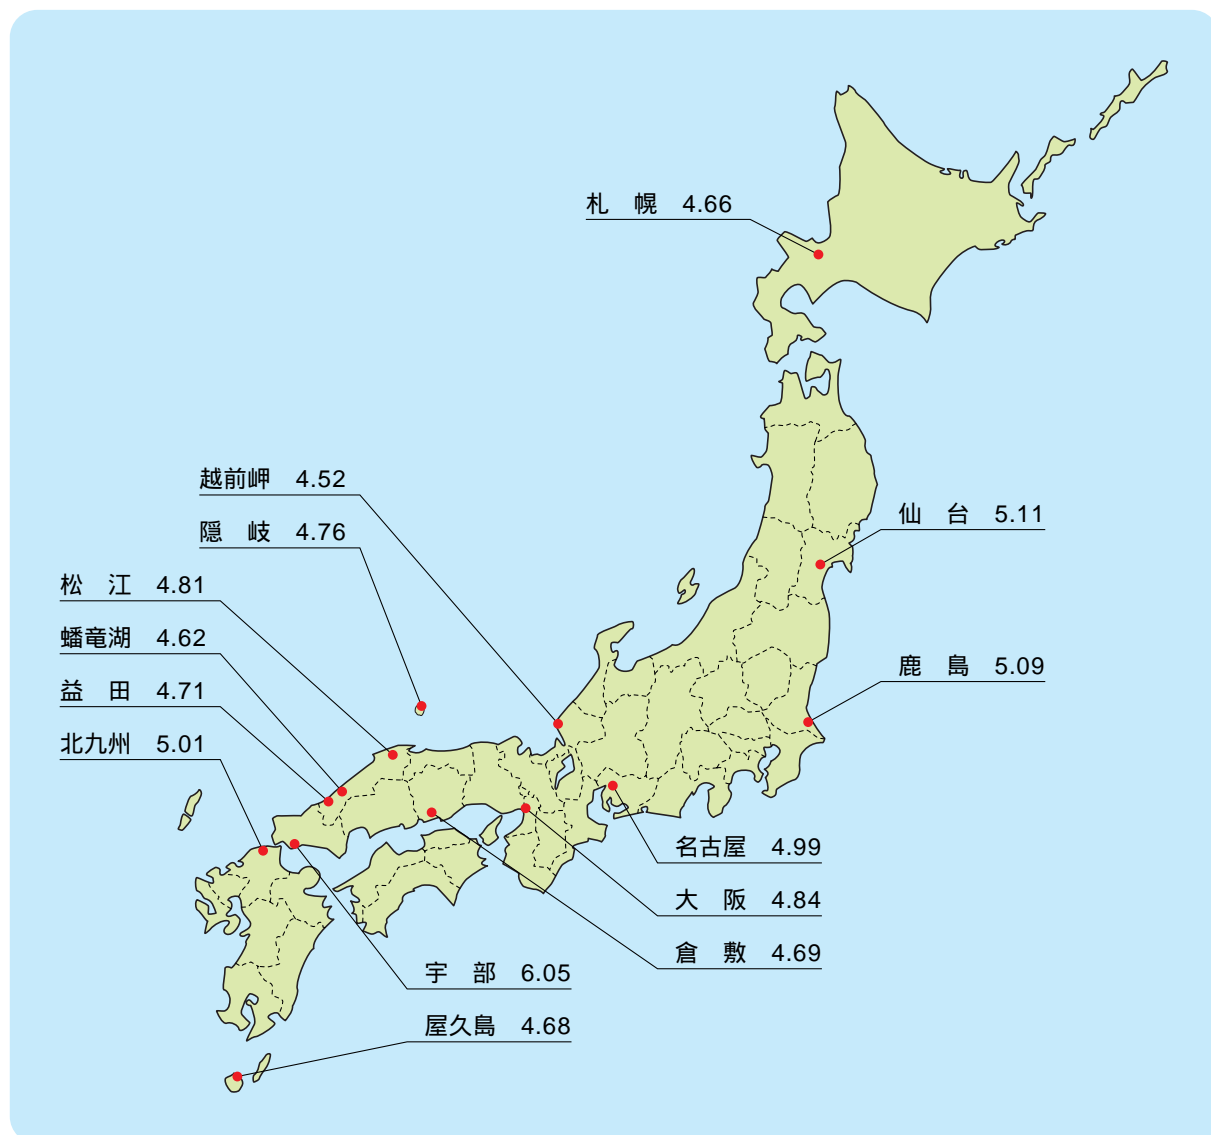 札　幌　4.66
越前岬　4.52
仙　台　5.11
隠　岐　4.76
松　江　4.81
蟠竜湖　4.62
鹿　島　5.09
益　田　4.71
北九州　5.01
名古屋　4.99
大　阪　4.84
倉　敷　4.69
宇　部　6.05
屋久島　4.68